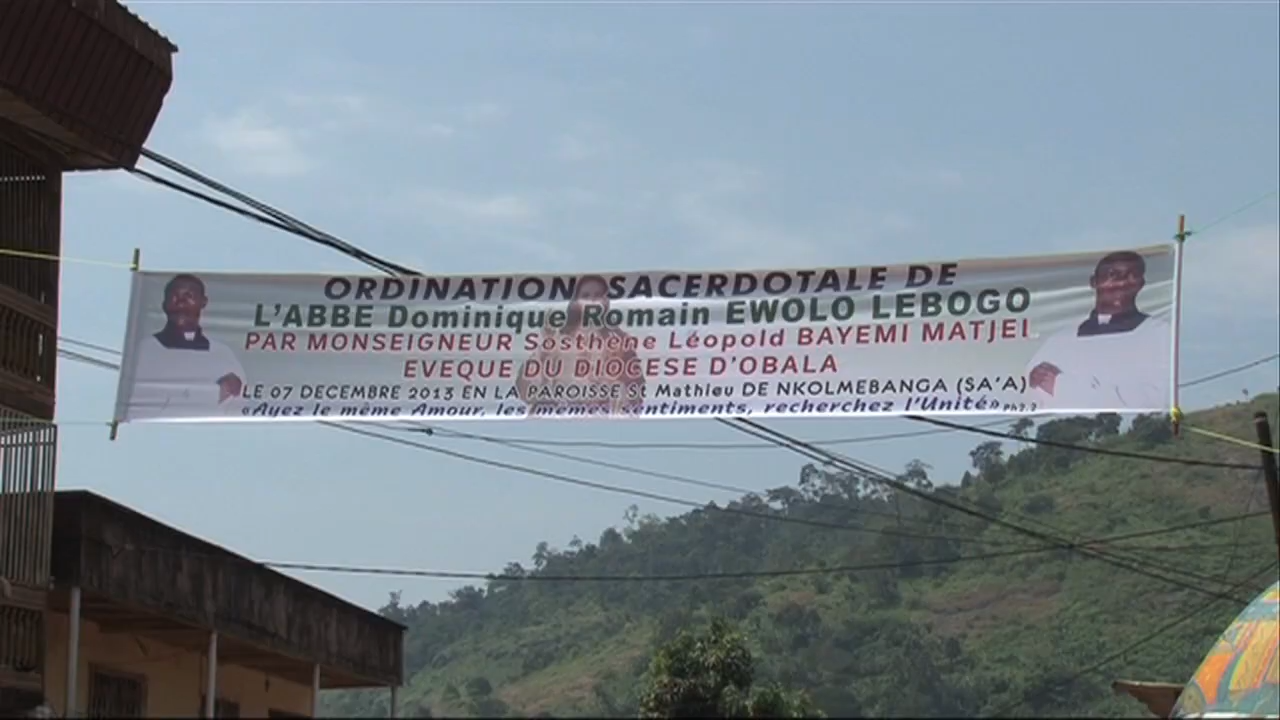 ORDINATION SACERDOTALE DE
L'ABBE Dominique Romain EWOLO LEBOGO
PAR MONSEIGNEUR Sosthène Léopold BAYEMI MATJEI
EVEQUE DU DIOCESE D'OBALA
LE 07 DECEMBRE 2013 EN LA PAROISSE St Mathieu DE NKOLMEBANGA (SA'A)
«Ayez le même Amour, les mêmes sentiments, recherchez l'Unité» Ph2.2